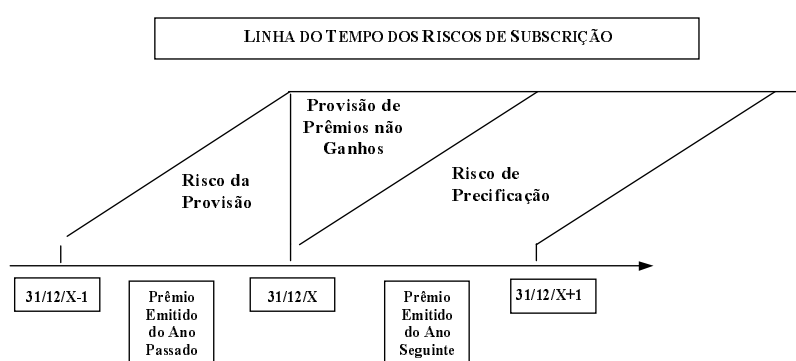 LINHA DO TEMPO DOS RISCOS DE SUBSCRIÇÃO
Provisão de
Prêmios não
Ganhos
Risco da
Provisão
Risco de
Precificação
31/12/X-1
Prêmio
Emitido
do Ano
Passado
31/12/X
Prêmio
Emitido
do Ano
Seguinte
31/12/X+1